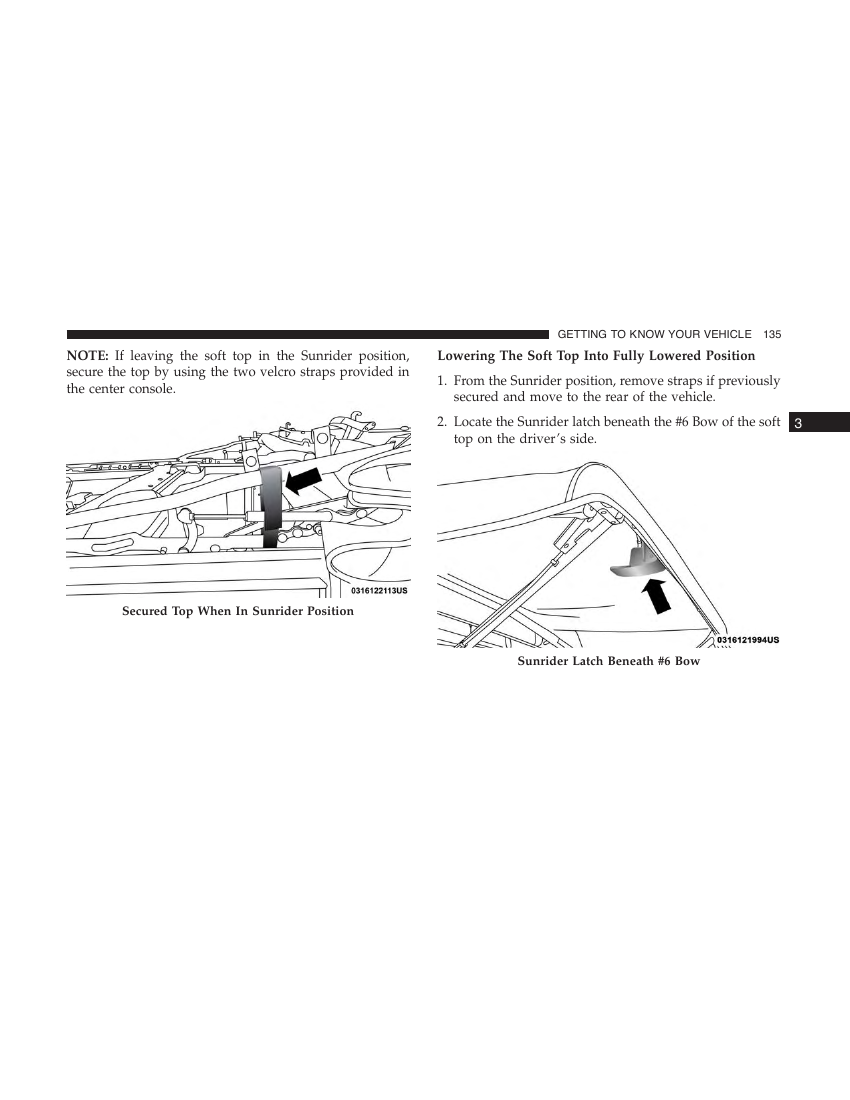 GETTING TO KNOW YOUR VEHICLE 135
NOTE: If leaving the soft top in the Sunrider position,
secure the top by using the two velcro straps provided in
the center console.
0316122113US
Secured Top When In Sunrider Position
Lowering The Soft Top Into Fully Lowered Position
1. From the Sunrider position, remove straps if previously
secured and move to the rear of the vehicle.
2. Locate the Sunrider latch beneath the #6 Bow of the soft
top on the driver's side.
3
0316121994US
Sunrider Latch Beneath #6 Bow